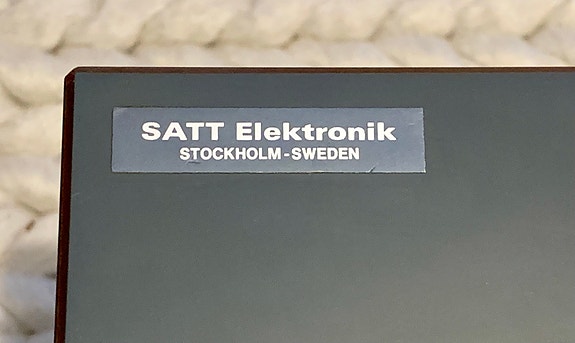 SATT Elektronik
STOCKHOLM-SWEDEN